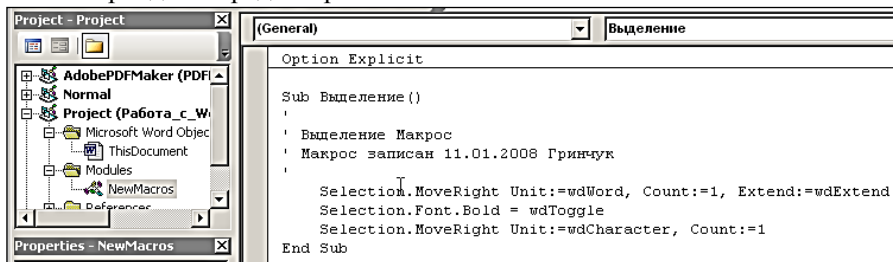 Project - Project
AdobePDFMaker (PDF
Normal
Project (Работа_с_W
Microsoft Word Objec
ThisDocument
Modules
NewMacros
References
Properties - NewMacros
(General)
Выделение
Option Explicit
Sub Выделение()
'
' Выделение Макрос
' Макрос записан 11.01.2008 Гринчук
'
Selection.MoveRight Unit:=wdWord, Count:=1, Extend:=wdExtend
Selection.Font.Bold = wdToggle
Selection.MoveRight Unit:=wdCharacter, Count:=1
End Sub